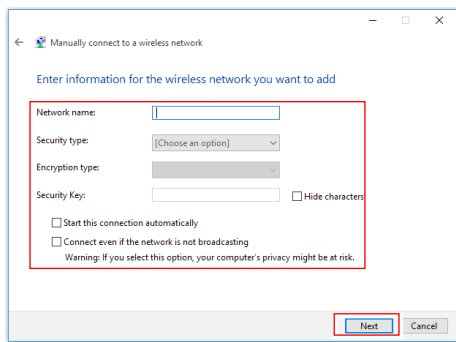 Manually connect to a wireless network
Enter information for the wireless network you want to add
Network name:
Security type: [Choose an option]
Encryption type:
Security Key: Hide characters
Start this connection automatically
Connect even if the network is not broadcasting
Warning: If you select this option, your computer's privacy might be at risk.
Next Cancel